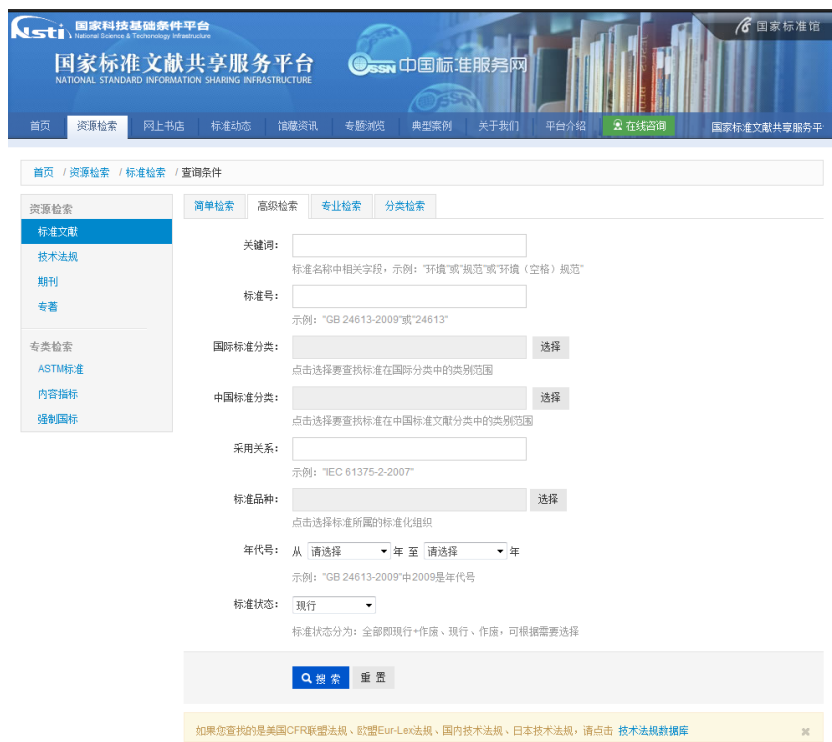 Nsti 国家科技基础条件平台
National Science & Technology Infrastructure
国家标准馆
国家标准文献共享服务平台
NATIONAL STANDARD INFORMATION SHARING INFRASTRUCTURE
CSSN 中国标准服务网
CSSN
首页 资源检索 网上书店 标准动态 馆藏资讯 专题浏览 典型案例 关于我们 平台介绍 在线咨询 国家标准文献共享服务平
首页 / 资源检索 / 标准检索 / 查询条件
资源检索
标准文献
技术法规
期刊
专著
专类检索
ASTM标准
内容指标
强制国标
简单检索 高级检索 专业检索 分类检索
关键词:
标准名称中相关字段，示例："环境"或"规范"或"环境（空格）规范"
标准号:
示例："GB 24613-2009"或"24613"
国际标准分类: 选择
点击选择要查找标准在国际分类中的类别范围
中国标准分类: 选择
点击选择要查找标准在中国标准文献分类中的类别范围
采用关系:
示例："IEC 61375-2-2007"
标准品种: 选择
点击选择标准所属的标准化组织
年代号: 从 请选择 年 至 请选择 年
示例："GB 24613-2009"中2009是年代号
标准状态: 现行
标准状态分为：全部即现行+作废、现行、作废，可根据需要选择
搜 索 重 置
如果您查找的是美国CFR联盟法规、欧盟Eur-Lex法规、国内技术法规、日本技术法规，请点击 技术法规数据库 ×